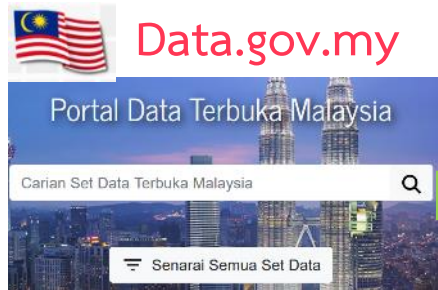 Data.gov.my
Portal Data Terbuka Malaysia
Carian Set Data Terbuka Malaysia
Senarai Semua Set Data